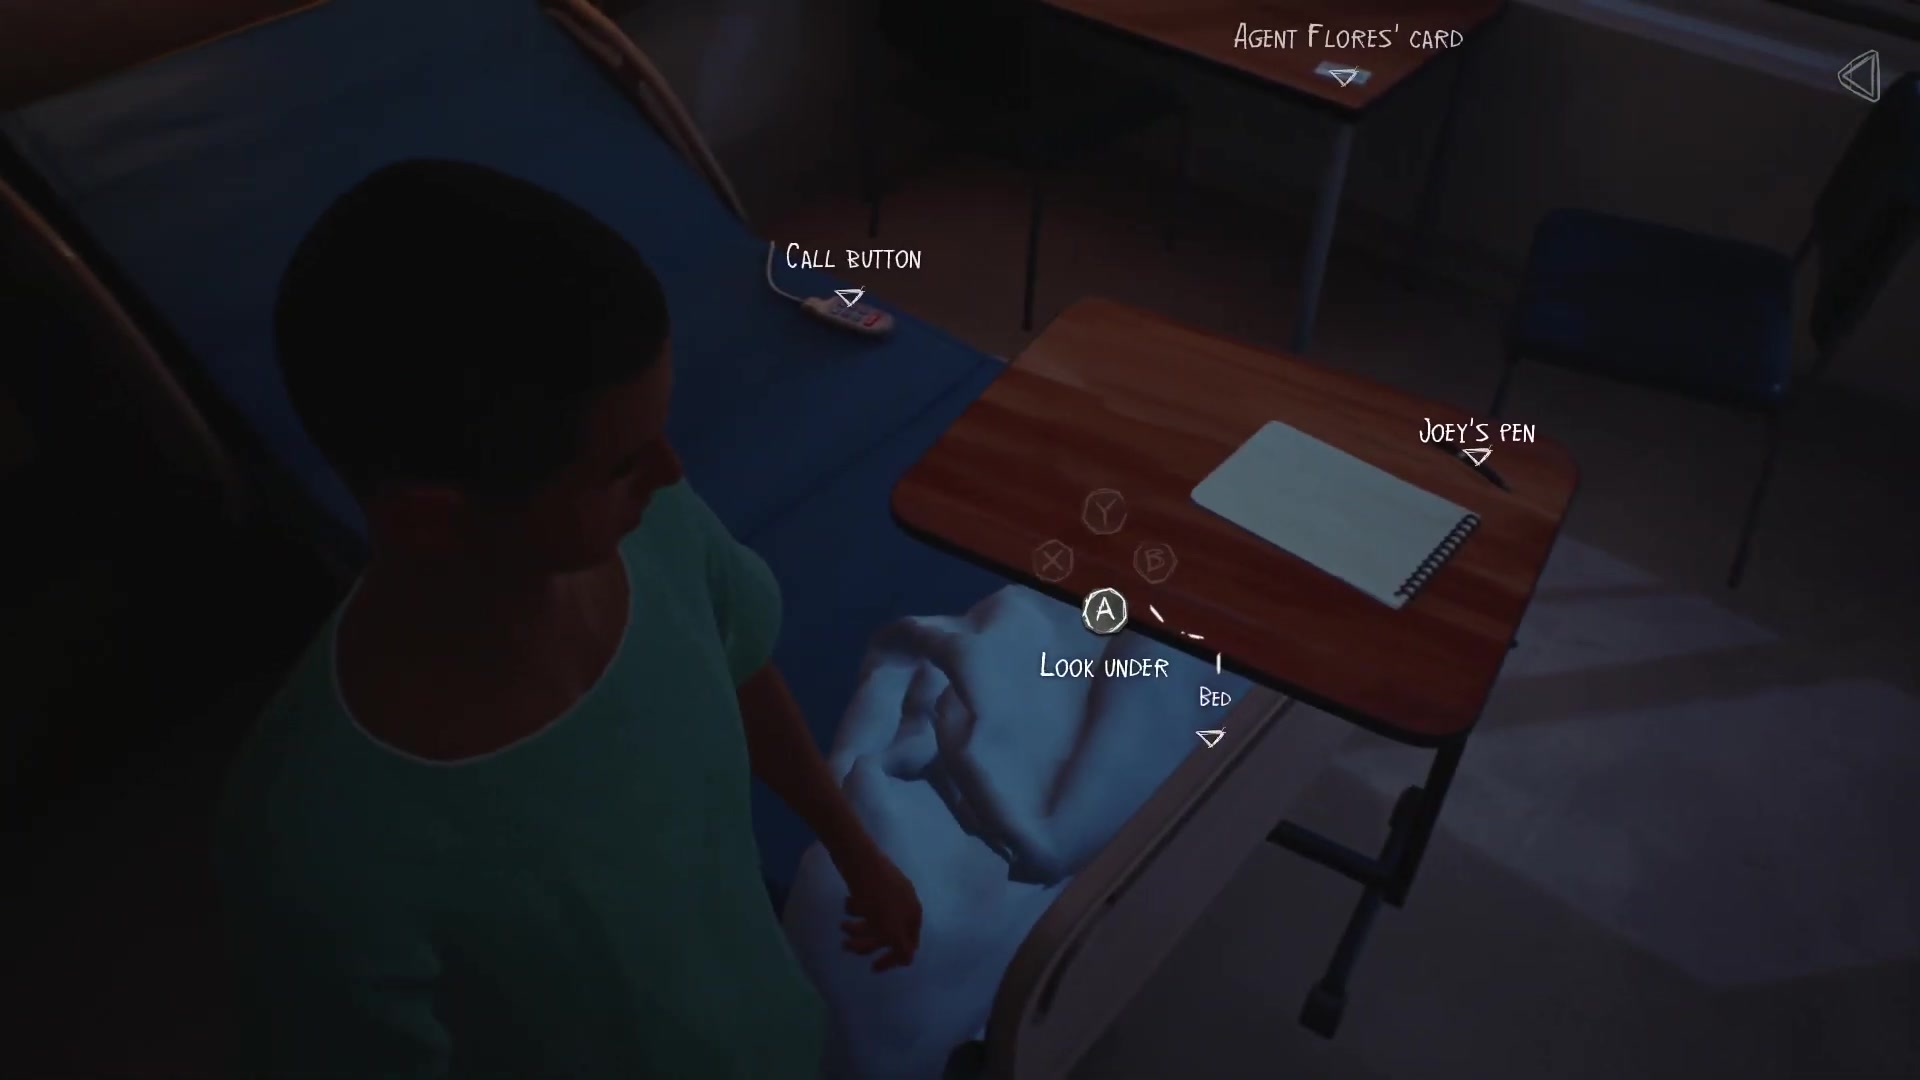 AGENT FLORES' CARD
CALL BUTTON
JOEY'S PEN
Y
X
B
A
LOOK UNDER
BED